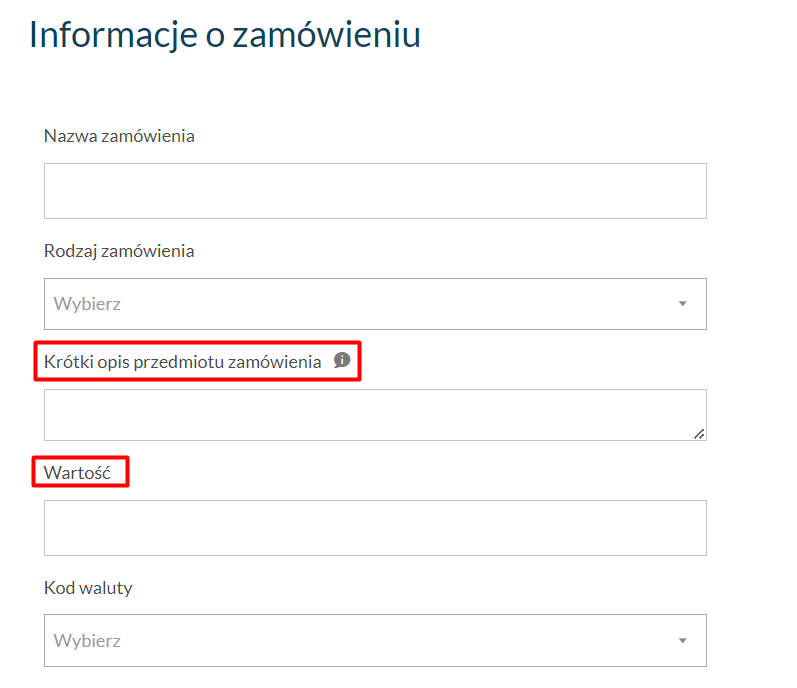 Informacje o zamówieniu
Nazwa zamówienia
Rodzaj zamówienia
Wybierz
Krótki opis przedmiotu zamówienia
Wartość
Kod waluty
Wybierz